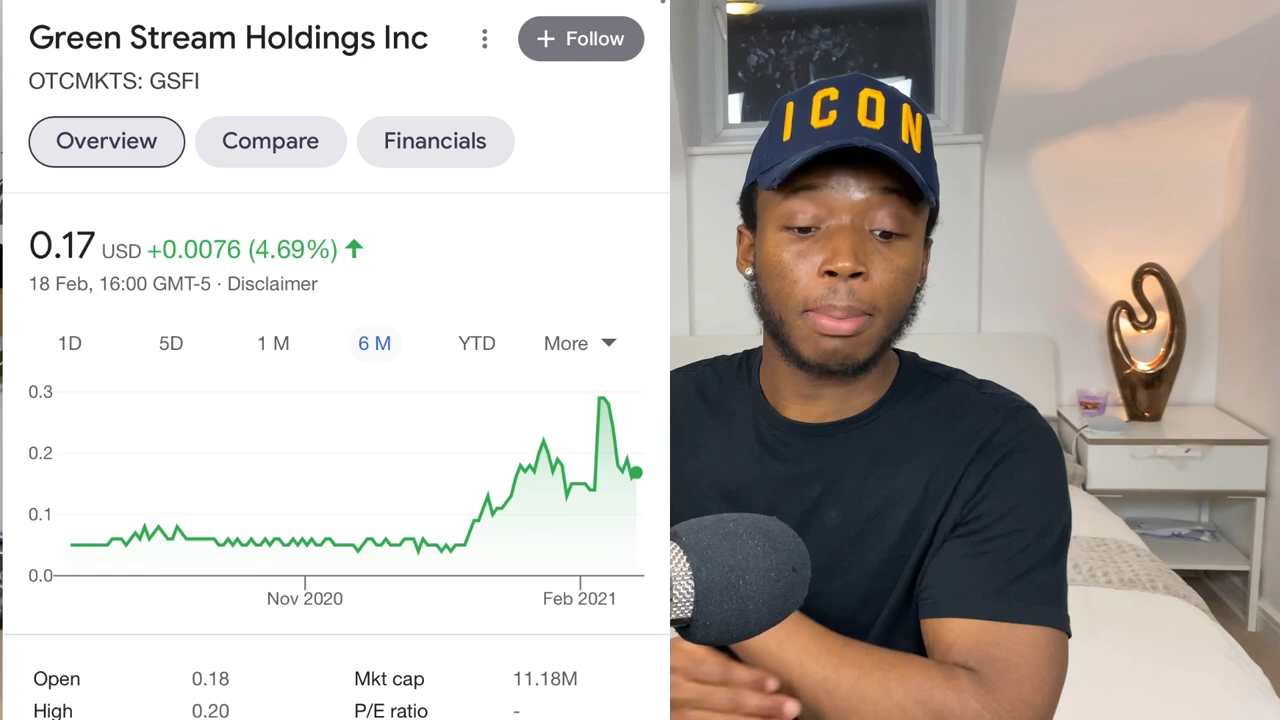 Green Stream Holdings Inc
+ Follow
OTCMKTS: GSFI
Overview Compare Financials
0.17 USD +0.0076 (4.69%)
18 Feb, 16:00 GMT-5 · Disclaimer
1D 5D 1 M 6 M YTD More
0.3
0.2
0.1
0.0
Nov 2020 Feb 2021
Open 0.18 Mkt cap 11.18M
High 0.20 P/E ratio -
ICON